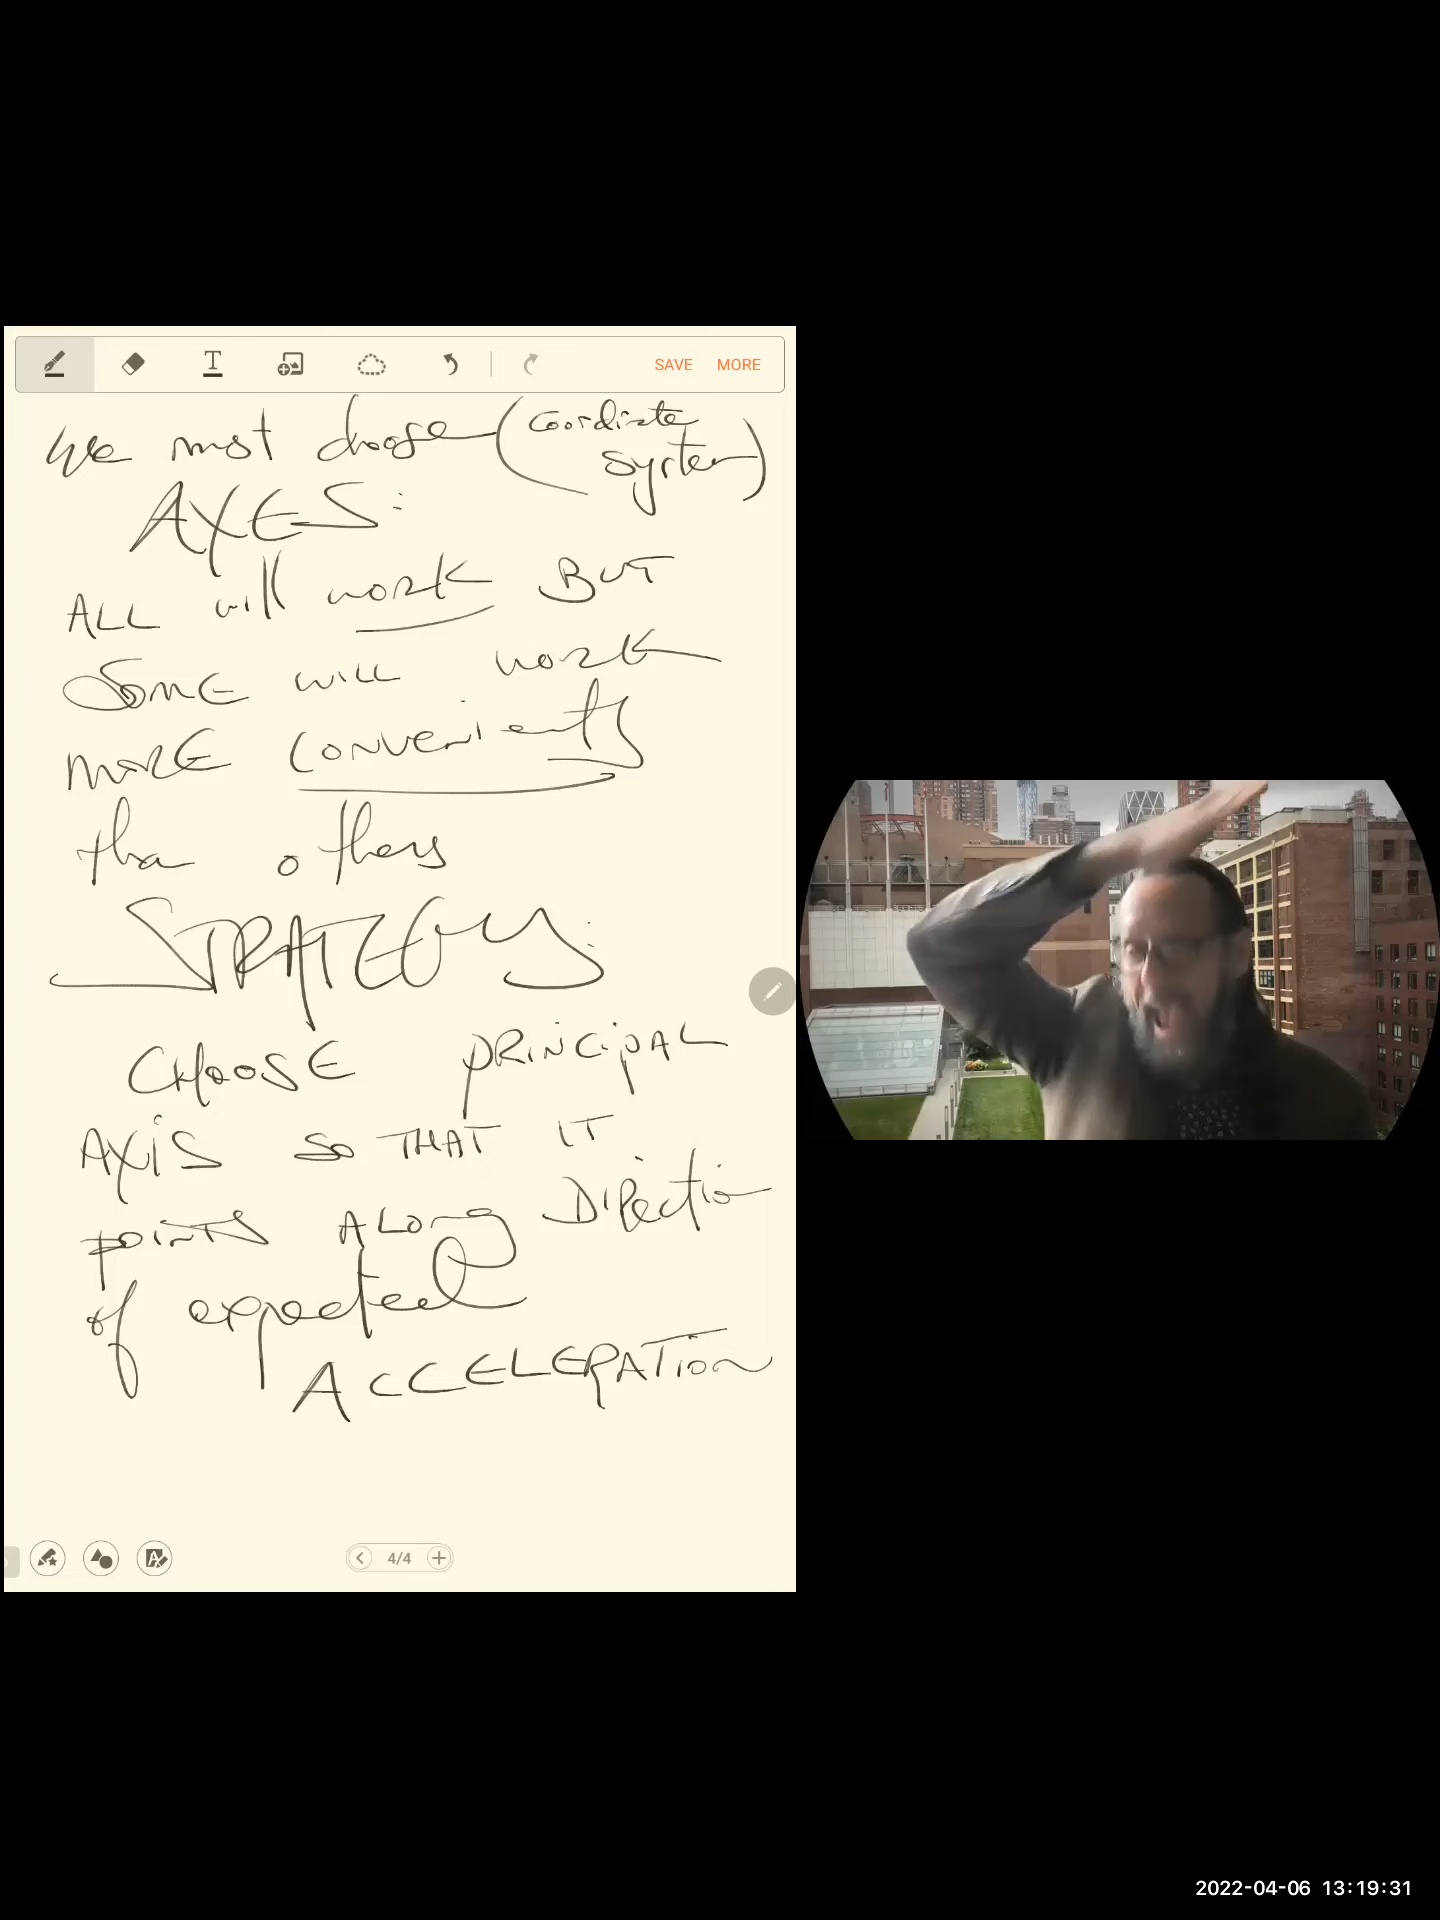 SAVE MORE
We must choose (coordinate
system)
AXES:
ALL will work BUT
SOME WILL WORK
MORE conveniently
than others
STRATEGY:
CHOOSE PRINCIPAL
AXIS SO THAT IT
POINTS ALONG Direction
of expected
ACCELERATION
4/4
2022-04-06 13:19:31